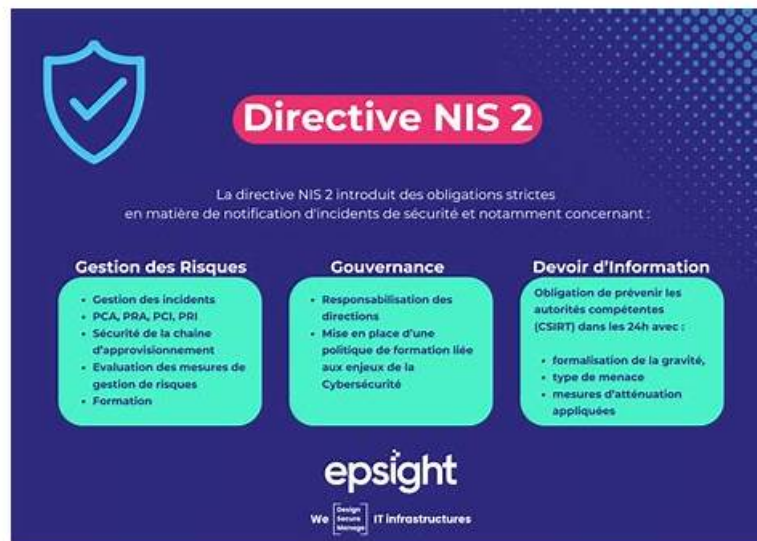 Directive NIS 2
La directive NIS 2 introduit des obligations strictes
en matière de notification d'incidents de sécurité et notamment concernant :
Gestion des Risques
• Gestion des incidents
• PCA, PRA, PCI, PRI
• Sécurité de la chaine
d'approvisionnement
• Evaluation des mesures de
gestion de risques
• Formation
Gouvernance
• Responsabilisation des
directions
• Mise en place d'une
politique de formation liée
aux enjeux de la
Cybersécurité
Devoir d'Information
Obligation de prévenir les
autorités compétentes
(CSIRT) dans les 24h avec :
• formalisation de la gravité,
• type de menace
• mesures d'atténuation
appliquées
epsight
We [Design Secure Manage] IT infrastructures